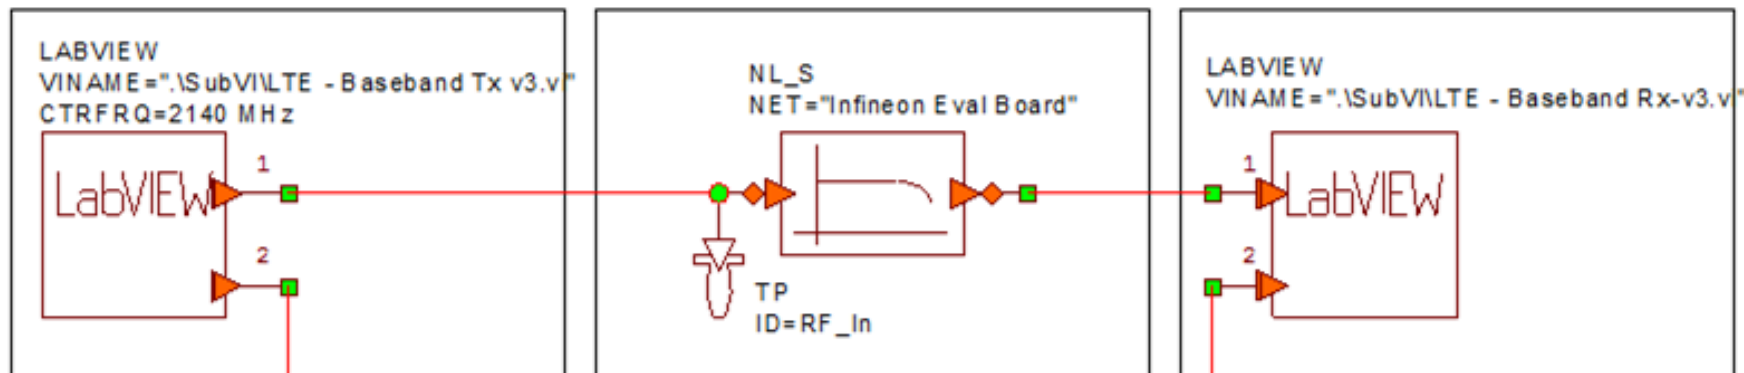 LABVIEW
VINAME=".\SubVI\LTE - Baseband Tx v3.vi"
CTRFRQ=2140 MHz
LabVIEW
1
2
NL_S
NET="Infineon Eval Board"
TP
ID=RF_In
LABVIEW
VINAME=".\SubVI\LTE - Baseband Rx-v3.vi"
1
LabVIEW
2